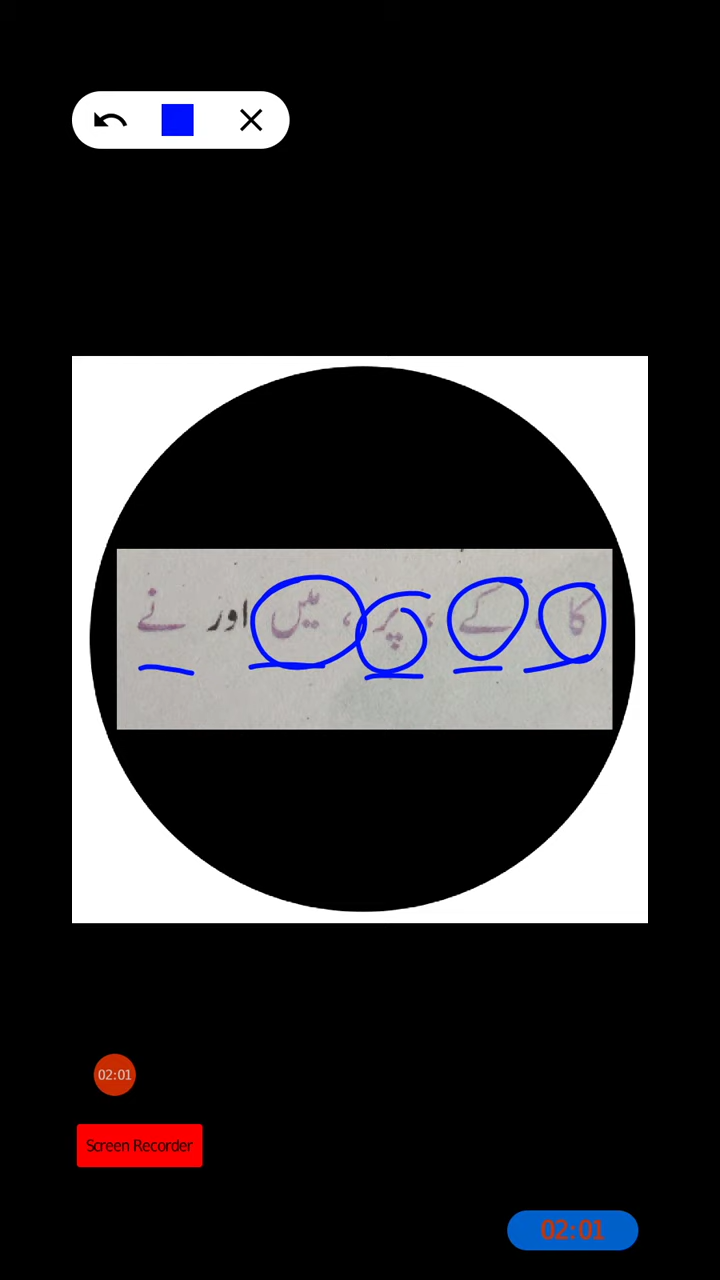 کا ، کے ، پر ، میں ، اور نے
02:01
Screen Recorder
02:01